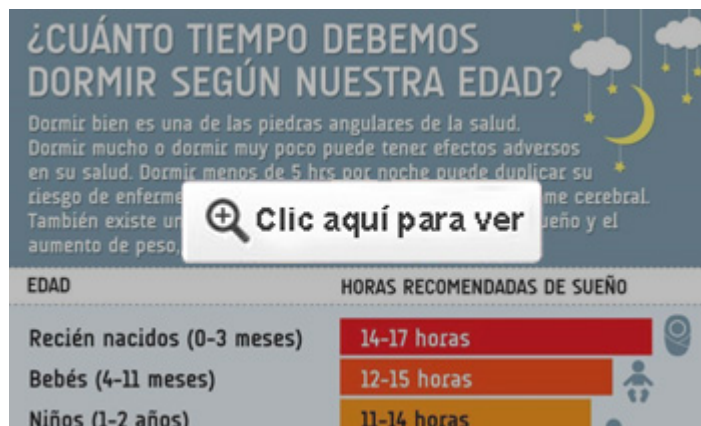 ¿CUÁNTO TIEMPO DEBEMOS
DORMIR SEGÚN NUESTRA EDAD?
Dormir bien es una de las piedras angulares de la salud.
Dormir mucho o dormir muy poco puede tener efectos adversos
en su salud. Dormir menos de 5 hrs por noche puede duplicar su
riesgo de me cerebral.
También existe ueño y el
aumento de peso,
Clic aquí para ver
EDAD HORAS RECOMENDADAS DE SUEÑO
Recién nacidos (0-3 meses) 14-17 horas
Bebés (4-11 meses) 12-15 horas
Niños (1-2 años) 11-14 horas